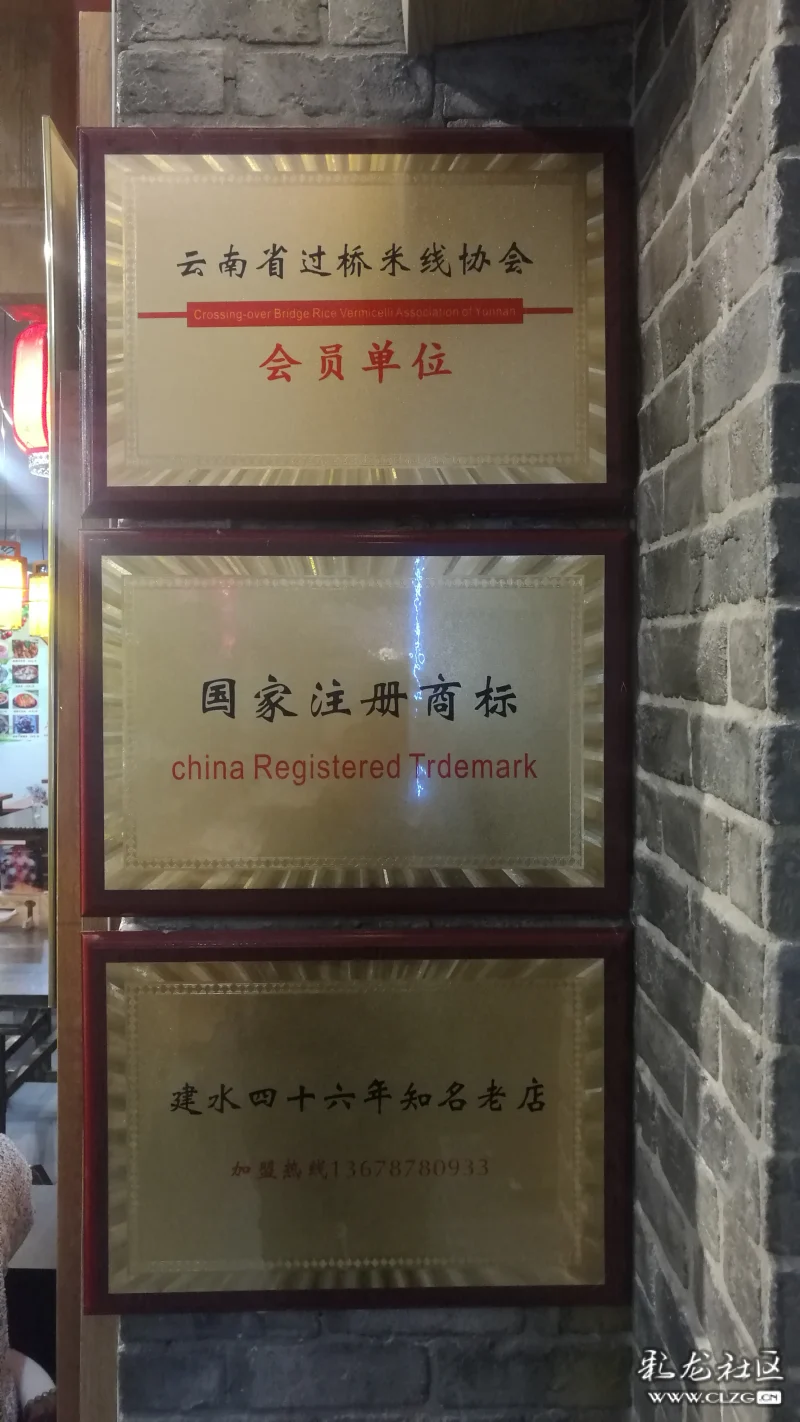 云南省过桥米线协会
Crossing-over Bridge Rice Vermicelli Association of Yunnan
会员单位
国家注册商标
china Registered Trdemark
建水四十六年知名老店
加盟热线13678780933
彩龙社区
WWW.CLZG.CN